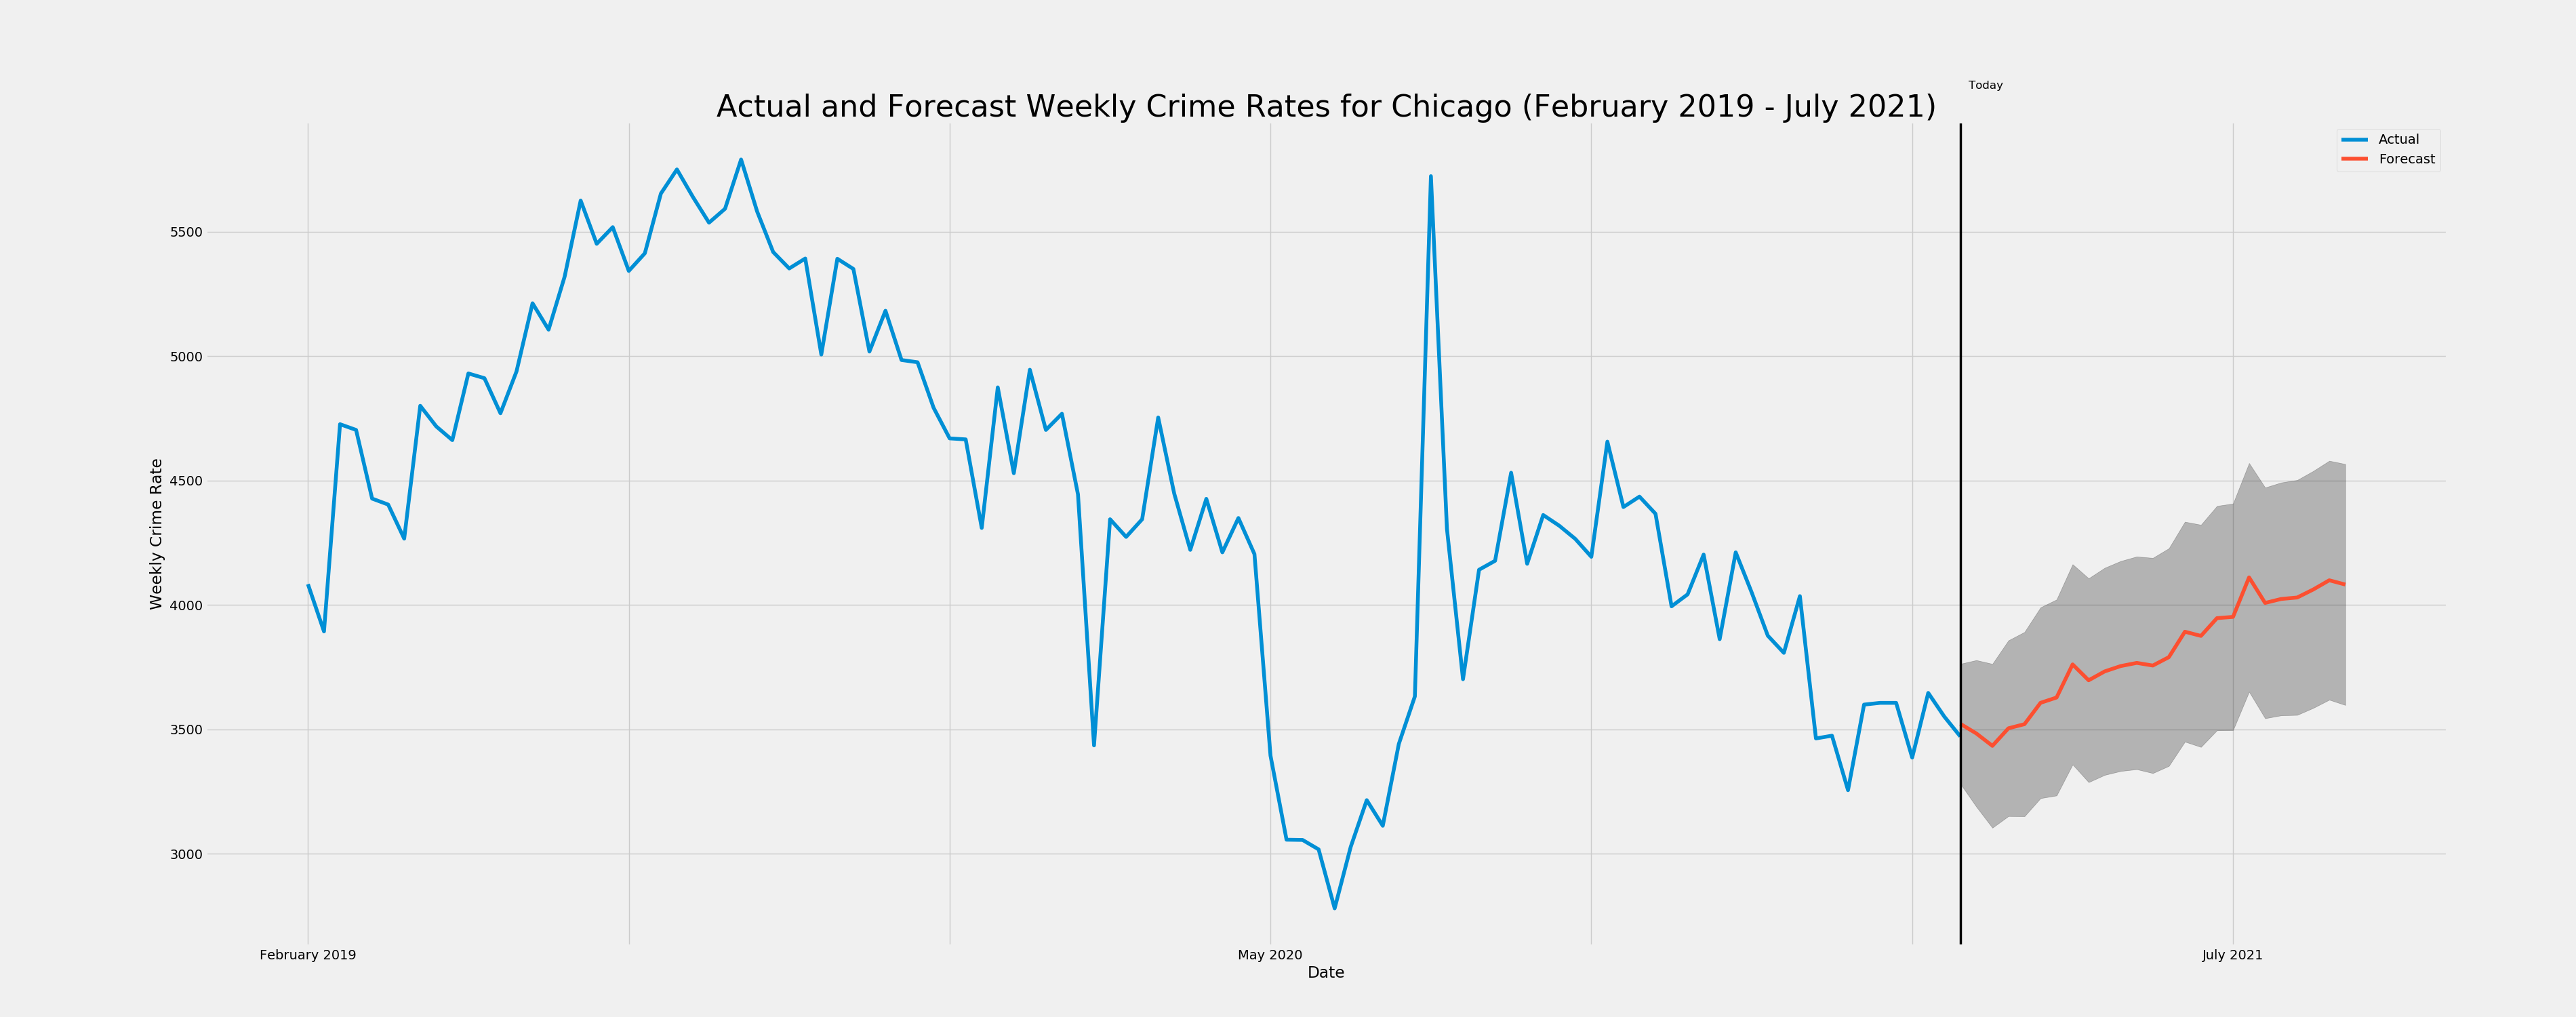 Today
Actual and Forecast Weekly Crime Rates for Chicago (February 2019 - July 2021)
Actual
Forecast
5500
5000
4500
4000
3500
3000
Weekly Crime Rate
February 2019
May 2020
July 2021
Date